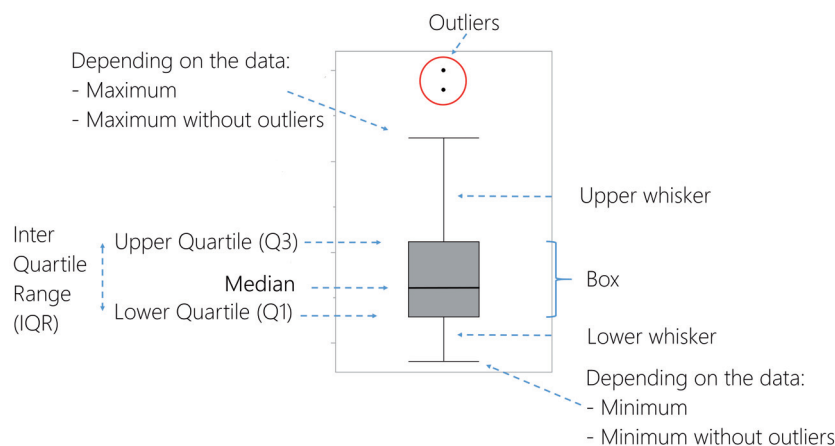 Outliers
Depending on the data:
- Maximum
- Maximum without outliers
Upper whisker
Inter
Quartile
Range
(IQR)
Upper Quartile (Q3)
Median
Lower Quartile (Q1)
Box
Lower whisker
Depending on the data:
- Minimum
- Minimum without outliers